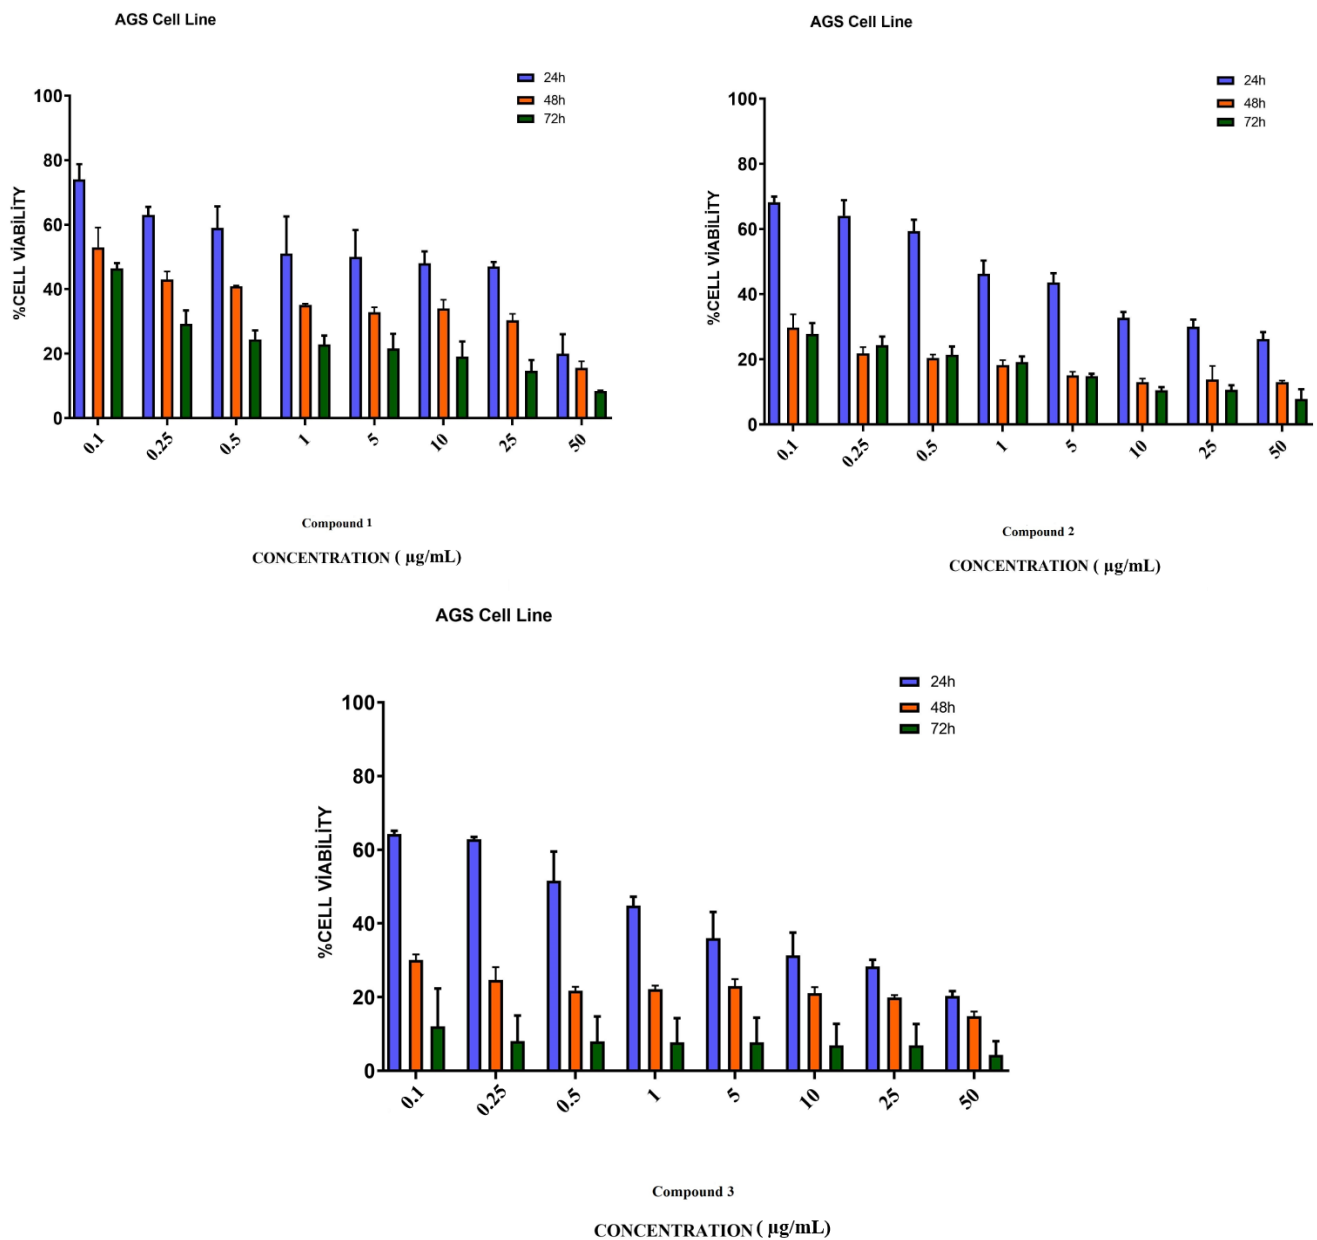 AGS Cell Line
24h
48h
72h
%CELL VİABİLİTY
100
80
60
40
20
0
0.1 0.25 0.5 1 5 10 25 50
Compound 1
CONCENTRATION ( µg/mL)
AGS Cell Line
24h
48h
72h
%CELL VİABİLİTY
100
80
60
40
20
0
0.1 0.25 0.5 1 5 10 25 50
Compound 2
CONCENTRATION ( µg/mL)
AGS Cell Line
24h
48h
72h
%CELL VİABİLİTY
100
80
60
40
20
0
0.1 0.25 0.5 1 5 10 25 50
Compound 3
CONCENTRATION ( µg/mL)